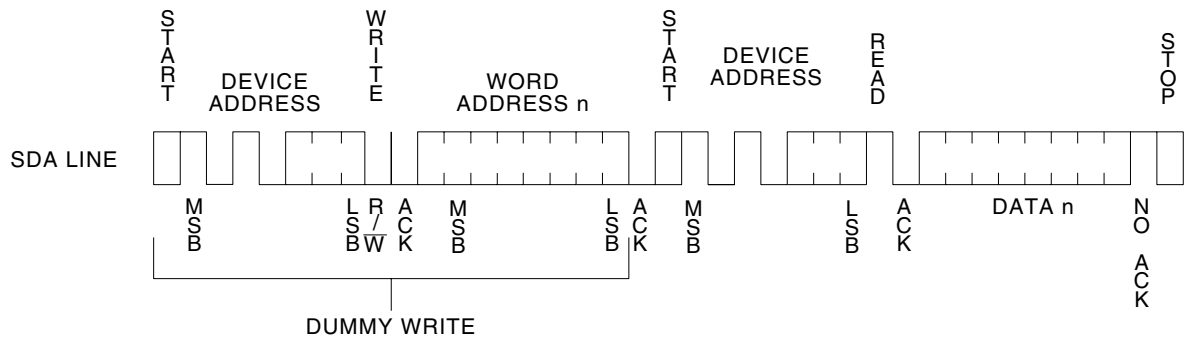 START
WRITE
START
READ
STOP
DEVICE
ADDRESS
WORD
ADDRESS n
DEVICE
ADDRESS
SDA LINE
MSB
LSB
R/W
ACK
MSB
LSB
ACK
MSB
LSB
ACK
DATA n
NO ACK
DUMMY WRITE